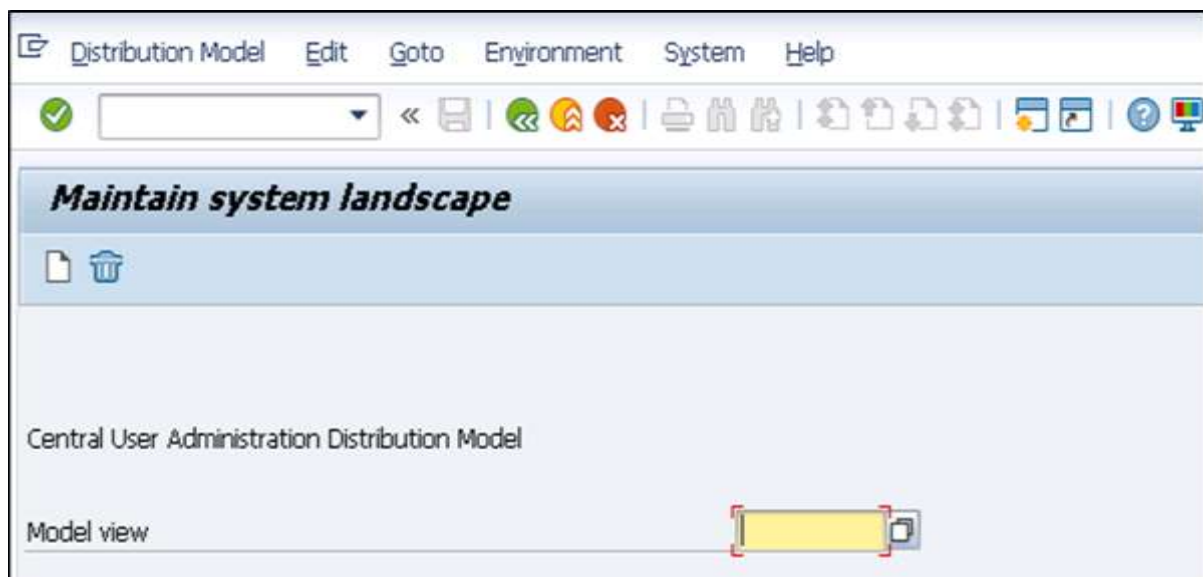 Distribution Model Edit Goto Environment System Help
Maintain system landscape
Central User Administration Distribution Model
Model view